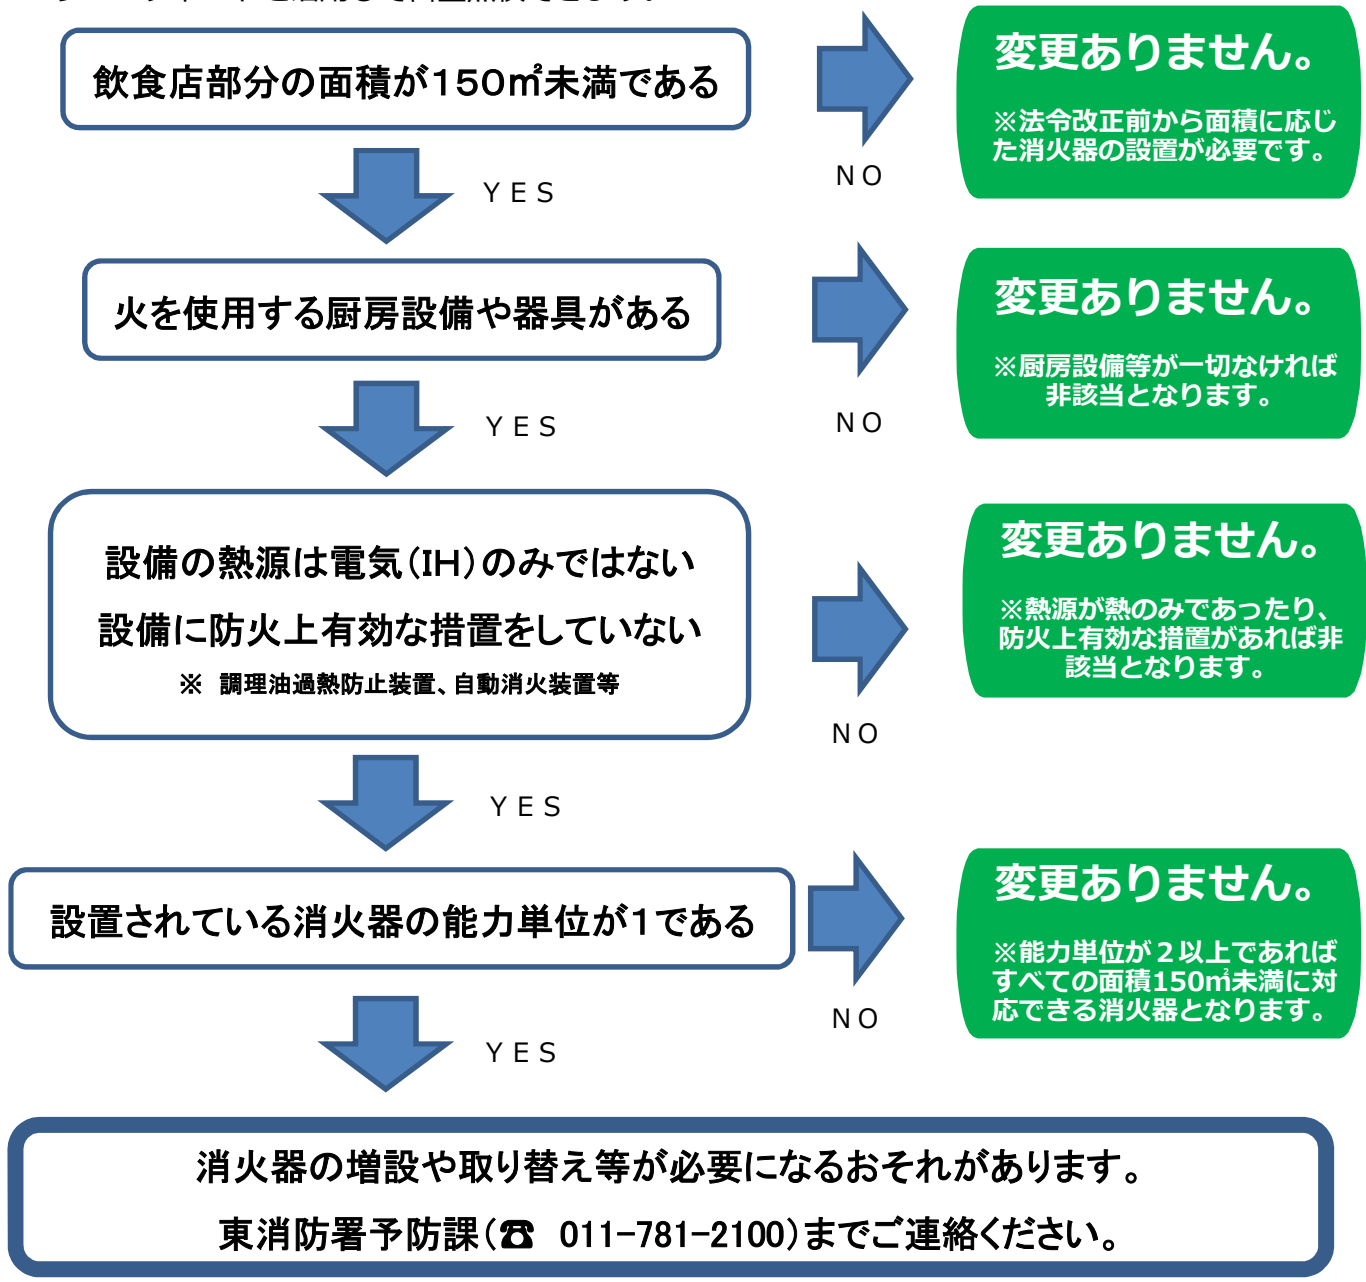 飲食店部分の面積が150㎡未満である
変更ありません。
※法令改正前から面積に応じ
た消火器の設置が必要です。
NO
YES
火を使用する厨房設備や器具がある
変更ありません。
※厨房設備等が一切なければ
非該当となります。
NO
YES
設備の熱源は電気(IH)のみではない
設備に防火上有効な措置をしていない
※ 調理油過熱防止装置、自動消火装置等
変更ありません。
※熱源が熱のみであったり、
防火上有効な措置があれば非
該当となります。
NO
YES
設置されている消火器の能力単位が1である
変更ありません。
※能力単位が2以上であれば
すべての面積150㎡未満に対
応できる消火器となります。
NO
YES
消火器の増設や取り替え等が必要になるおそれがあります。
東消防署予防課(☎ 011-781-2100)までご連絡ください。